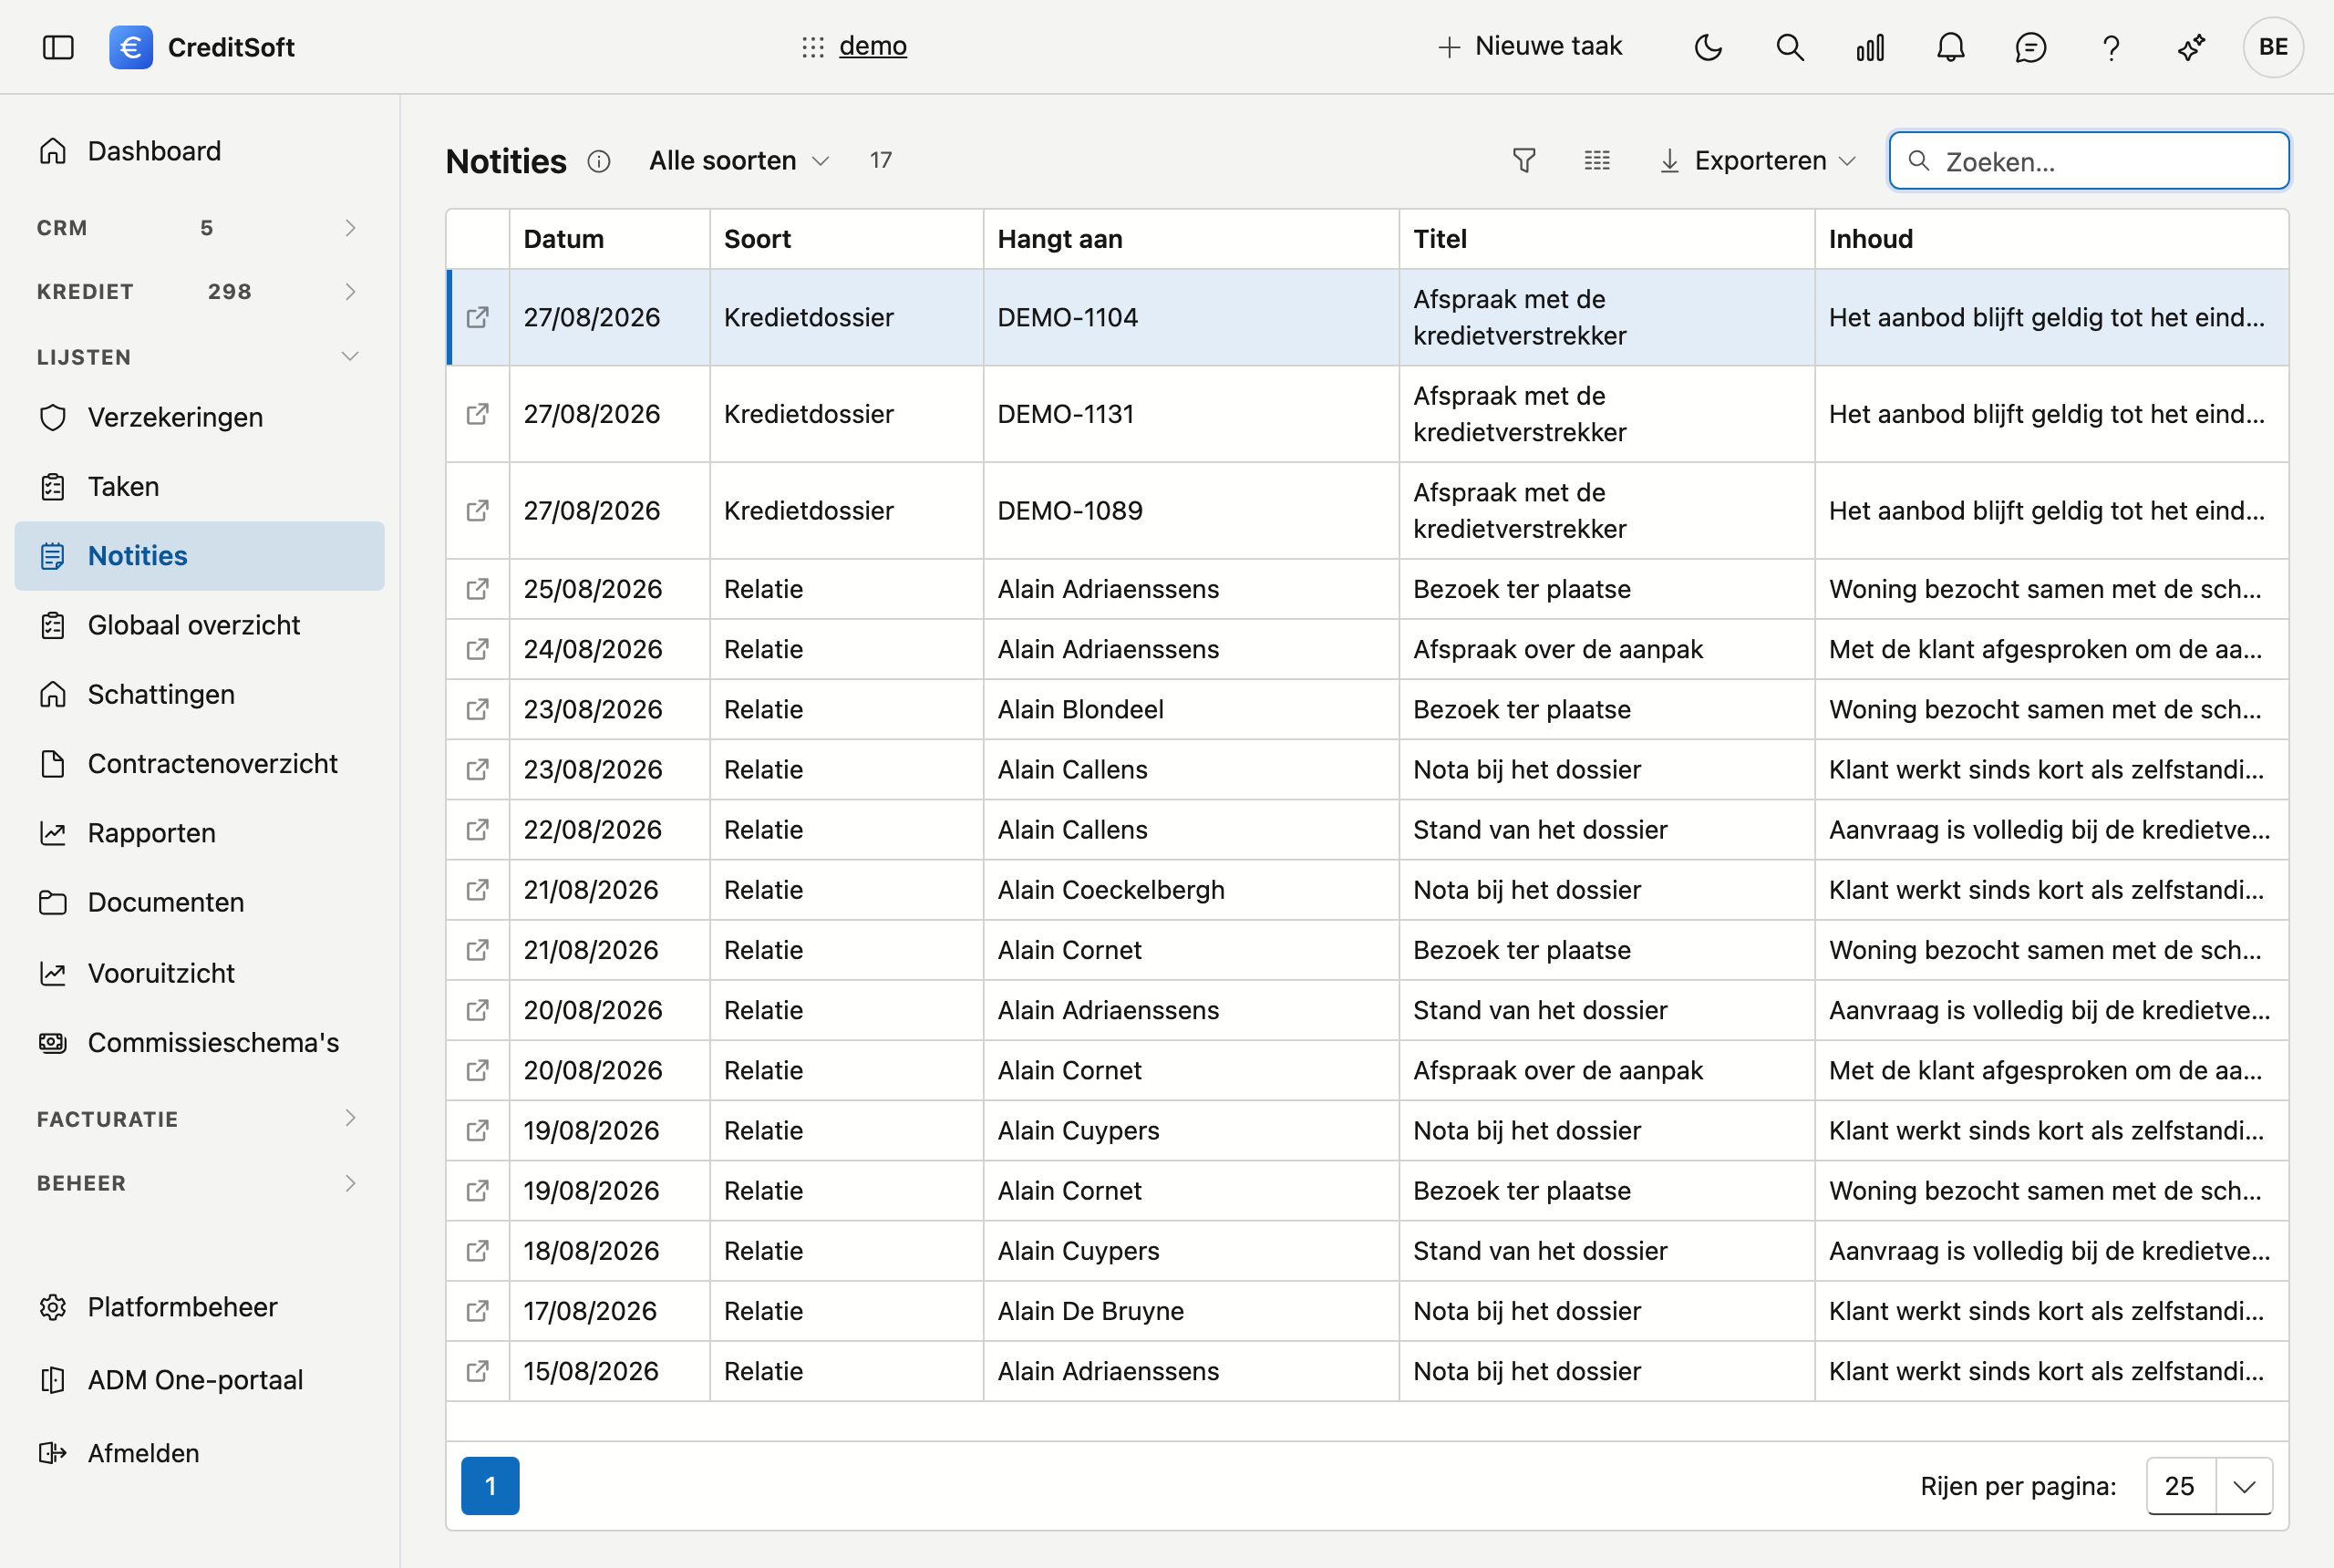 CreditSoft
demo
Nieuwe taak
BE
Dashboard
CRM 5
KREDIET 298
LIJSTEN
Verzekeringen
Taken
Notities
Globaal overzicht
Schattingen
Contractenoverzicht
Rapporten
Documenten
Vooruitzicht
Commissieschema's
FACTURATIE
BEHEER
Platformbeheer
ADM One-portaal
Afmelden
Notities Alle soorten 17 Exporteren Zoeken...
Datum Soort Hangt aan Titel Inhoud
27/08/2026 Kredietdossier DEMO-1104 Afspraak met de kredietverstrekker Het aanbod blijft geldig tot het eind...
27/08/2026 Kredietdossier DEMO-1131 Afspraak met de kredietverstrekker Het aanbod blijft geldig tot het eind...
27/08/2026 Kredietdossier DEMO-1089 Afspraak met de kredietverstrekker Het aanbod blijft geldig tot het eind...
25/08/2026 Relatie Alain Adriaenssens Bezoek ter plaatse Woning bezocht samen met de sch...
24/08/2026 Relatie Alain Adriaenssens Afspraak over de aanpak Met de klant afgesproken om de aa...
23/08/2026 Relatie Alain Blondeel Bezoek ter plaatse Woning bezocht samen met de sch...
23/08/2026 Relatie Alain Callens Nota bij het dossier Klant werkt sinds kort als zelfstandi...
22/08/2026 Relatie Alain Callens Stand van het dossier Aanvraag is volledig bij de kredietve...
21/08/2026 Relatie Alain Coeckelbergh Nota bij het dossier Klant werkt sinds kort als zelfstandi...
21/08/2026 Relatie Alain Cornet Bezoek ter plaatse Woning bezocht samen met de sch...
20/08/2026 Relatie Alain Adriaenssens Stand van het dossier Aanvraag is volledig bij de kredietve...
20/08/2026 Relatie Alain Cornet Afspraak over de aanpak Met de klant afgesproken om de aa...
19/08/2026 Relatie Alain Cuypers Nota bij het dossier Klant werkt sinds kort als zelfstandi...
19/08/2026 Relatie Alain Cornet Bezoek ter plaatse Woning bezocht samen met de sch...
18/08/2026 Relatie Alain Cuypers Stand van het dossier Aanvraag is volledig bij de kredietve...
17/08/2026 Relatie Alain De Bruyne Nota bij het dossier Klant werkt sinds kort als zelfstandi...
15/08/2026 Relatie Alain Adriaenssens Nota bij het dossier Klant werkt sinds kort als zelfstandi...
1 Rijen per pagina: 25